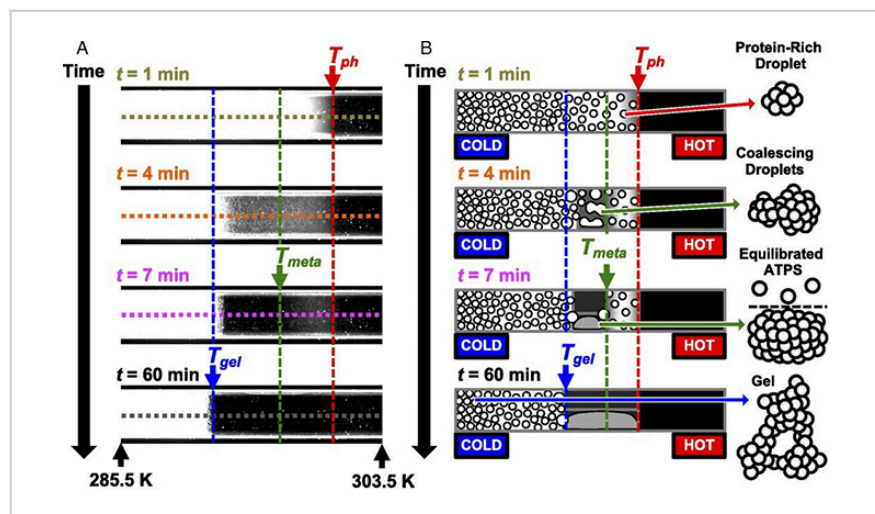 A
Time
t = 1 min
Tph
t = 4 min
Tmeta
t = 7 min
Tgel
t = 60 min
285.5 K
303.5 K
B
Time
t = 1 min
Tph
COLD
HOT
t = 4 min
COLD
HOT
Tmeta
t = 7 min
COLD
HOT
Tgel
t = 60 min
COLD
HOT
Protein-Rich
Droplet
Coalescing
Droplets
Equilibrated
ATPS
Gel